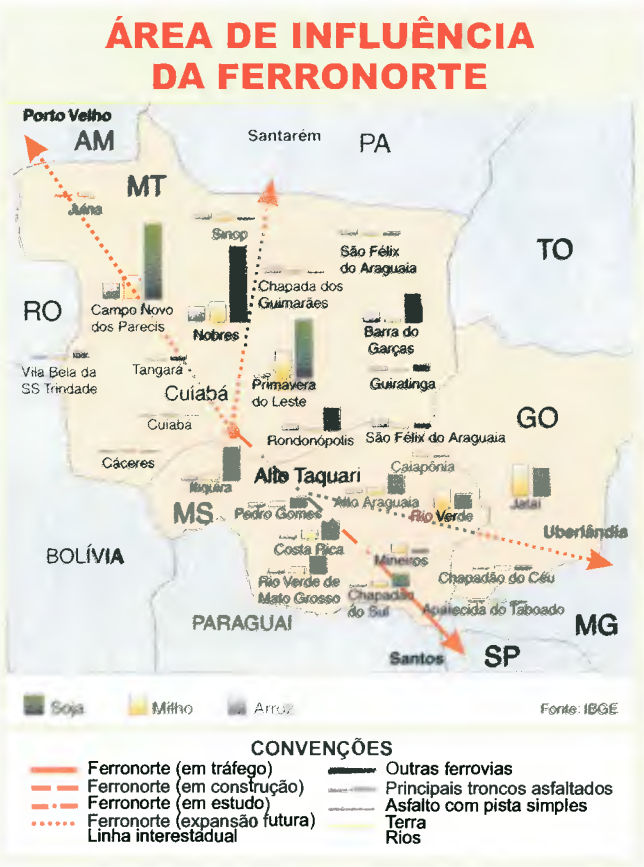 ÁREA DE INFLUÊNCIA
DA FERRONORTE
Porto Velho
AM
Santarém
PA
MT
Juína
Sinop
São Félix
do Araguaia
TO
Chapada dos
Guimarães
RO
Campo Novo
dos Parecis
Nobres
Barra do
Garças
Vila Bela da
SS Trindade
Tangará
Cuiabá
Primavera
do Leste
Guiratinga
GO
Cuiabá
Rondonópolis
São Félix do Araguaia
Cáceres
Itiquira
Alto Taquari
Caiapônia
MS
Pedro Gomes
Alto Araguaia
Rio Verde
Jataí
Uberlândia
BOLÍVIA
Costa Rica
Mineiros
Rio Verde de
Mato Grosso
Chapadão
do Sul
Chapadão do Céu
Aparecida do Taboado
PARAGUAI
MG
Santos
SP
Soja
Milho
Arroz
Fonte: IBGE
CONVENÇÕES
Ferronorte (em tráfego)
Ferronorte (em construção)
Ferronorte (em estudo)
Ferronorte (expansão futura)
Linha interestadual
Outras ferrovias
Principais troncos asfaltados
Asfalto com pista simples
Terra
Rios